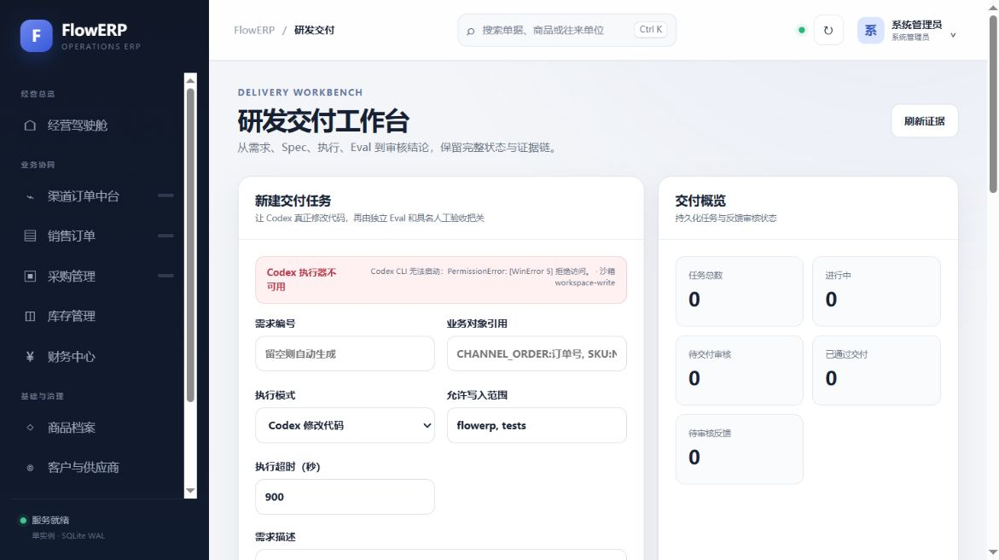 F
FlowERP
OPERATIONS ERP
经营总览
经营驾驶舱
业务协同
渠道订单中台
销售订单
采购管理
库存管理
¥ 财务中心
基础与治理
商品档案
客户与供应商
服务就绪
单实例 · SQLite WAL
FlowERP / 研发交付
搜索单据、商品或往来单位
Ctrl K
系
系统管理员
系统管理员
DELIVERY WORKBENCH
研发交付工作台
从需求、Spec、执行、Eval 到审核结论，保留完整状态与证据链。
刷新证据
新建交付任务
让 Codex 真正修改代码，再由独立 Eval 和具名人工验收把关
Codex 执行器不
可用
Codex CLI 无法启动：PermissionError: [WinError 5] 拒绝访问。 · 沙箱
workspace-write
需求编号
业务对象引用
留空则自动生成
CHANNEL_ORDER:订单号, SKU:N
执行模式
允许写入范围
Codex 修改代码
flowerp, tests
执行超时（秒）
900
需求描述
交付概览
持久化任务与反馈审核状态
任务总数
0
进行中
0
待交付审核
0
已通过交付
0
待审核反馈
0